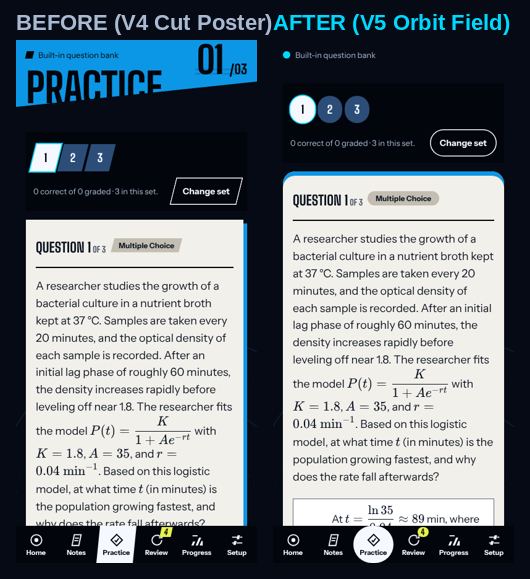 BEFORE (V4 Cut Poster)
Built-in question bank
01 /03
PRACTICE
1 2 3
0 correct of 0 graded · 3 in this set.
Change set
QUESTION 1 OF 3 Multiple Choice
A researcher studies the growth of a
bacterial culture in a nutrient broth
kept at 37 °C. Samples are taken every
20 minutes, and the optical density of
each sample is recorded. After an
initial lag phase of roughly 60 minutes,
the density increases rapidly before
leveling off near 1.8. The researcher fits
the model P(t) = K / (1 + Ae^{-rt}) with
K = 1.8, A = 35, and r =
0.04 min⁻¹. Based on this logistic
model, at what time t (in minutes) is
the population growing fastest, and
why does the rate fall afterwards?
Home Notes Practice Review 4 Progress Setup
AFTER (V5 Orbit Field)
Built-in question bank
1 2 3
0 correct of 0 graded · 3 in this set.
Change set
QUESTION 1 OF 3 Multiple Choice
A researcher studies the growth of a
bacterial culture in a nutrient broth kept
at 37 °C. Samples are taken every 20
minutes, and the optical density of
each sample is recorded. After an initial
lag phase of roughly 60 minutes, the
density increases rapidly before
leveling off near 1.8. The researcher fits
the model P(t) = K / (1 + Ae^{-rt}) with
K = 1.8, A = 35, and r =
0.04 min⁻¹. Based on this logistic
model, at what time t (in minutes) is the
population growing fastest, and why
does the rate fall afterwards?
At t = ln 35 / 0.04 ≈ 89 min, where
Home Notes Practice Review 4 Progress Setup